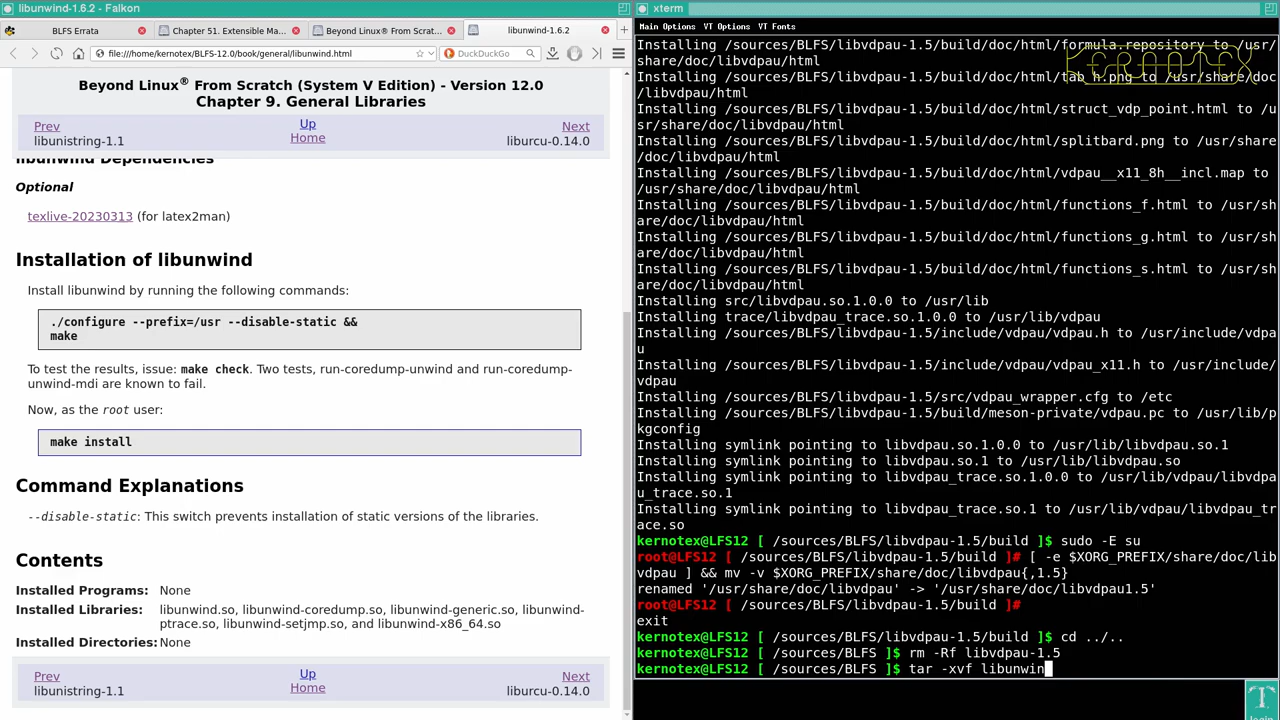 libunwind-1.6.2 - Falkon
BLFS Errata
Chapter 51. Extensible Ma...
Beyond Linux® From Scrat...
libunwind-1.6.2
file:///home/kernotex/BLFS-12.0/book/general/libunwind.html
DuckDuckGo
Beyond Linux® From Scratch (System V Edition) - Version 12.0
Chapter 9. General Libraries
Prev
Up
Next
libunistring-1.1
Home
liburcu-0.14.0
libunwind Dependencies
Optional
texlive-20230313 (for latex2man)
Installation of libunwind
Install libunwind by running the following commands:
./configure --prefix=/usr --disable-static &&
make
To test the results, issue: make check. Two tests, run-coredump-unwind and run-coredump-
unwind-mdi are known to fail.
Now, as the root user:
make install
Command Explanations
--disable-static: This switch prevents installation of static versions of the libraries.
Contents
Installed Programs: None
Installed Libraries: libunwind.so, libunwind-coredump.so, libunwind-generic.so, libunwind-
ptrace.so, libunwind-setjmp.so, and libunwind-x86_64.so
Installed Directories: None
Prev
Up
Next
libunistring-1.1
Home
liburcu-0.14.0
xterm
Main Options VT Options VT Fonts
KERNOTEX
Installing /sources/BLFS/libvdpau-1.5/build/doc/html/formula.repository to /usr/
share/doc/libvdpau/html
Installing /sources/BLFS/libvdpau-1.5/build/doc/html/tab_h.png to /usr/share/doc
/libvdpau/html
Installing /sources/BLFS/libvdpau-1.5/build/doc/html/struct_vdp_point.html to /u
sr/share/doc/libvdpau/html
Installing /sources/BLFS/libvdpau-1.5/build/doc/html/splitbard.png to /usr/share
/doc/libvdpau/html
Installing /sources/BLFS/libvdpau-1.5/build/doc/html/vdpau__x11_8h__incl.map to
/usr/share/doc/libvdpau/html
Installing /sources/BLFS/libvdpau-1.5/build/doc/html/functions_f.html to /usr/sh
are/doc/libvdpau/html
Installing /sources/BLFS/libvdpau-1.5/build/doc/html/functions_g.html to /usr/sh
are/doc/libvdpau/html
Installing /sources/BLFS/libvdpau-1.5/build/doc/html/functions_s.html to /usr/sh
are/doc/libvdpau/html
Installing src/libvdpau.so.1.0.0 to /usr/lib
Installing trace/libvdpau_trace.so.1.0.0 to /usr/lib/vdpau
Installing /sources/BLFS/libvdpau-1.5/include/vdpau/vdpau.h to /usr/include/vdpa
u
Installing /sources/BLFS/libvdpau-1.5/include/vdpau/vdpau_x11.h to /usr/include/
vdpau
Installing /sources/BLFS/libvdpau-1.5/src/vdpau_wrapper.cfg to /etc
Installing /sources/BLFS/libvdpau-1.5/build/meson-private/vdpau.pc to /usr/lib/p
kgconfig
Installing symlink pointing to libvdpau.so.1.0.0 to /usr/lib/libvdpau.so.1
Installing symlink pointing to libvdpau.so.1 to /usr/lib/libvdpau.so
Installing symlink pointing to libvdpau_trace.so.1.0.0 to /usr/lib/vdpau/libvdpa
u_trace.so.1
Installing symlink pointing to libvdpau_trace.so.1 to /usr/lib/vdpau/libvdpau_tr
ace.so
kernotex@LFS12 [ /sources/BLFS/libvdpau-1.5/build ]$ sudo -E su
root@LFS12 [ /sources/BLFS/libvdpau-1.5/build ]# [ -e $XORG_PREFIX/share/doc/lib
vdpau ] && mv -v $XORG_PREFIX/share/doc/libvdpau{,1.5}
renamed '/usr/share/doc/libvdpau' -> '/usr/share/doc/libvdpau1.5'
root@LFS12 [ /sources/BLFS/libvdpau-1.5/build ]#
exit
kernotex@LFS12 [ /sources/BLFS/libvdpau-1.5/build ]$ cd ../..
kernotex@LFS12 [ /sources/BLFS ]$ rm -Rf libvdpau-1.5
kernotex@LFS12 [ /sources/BLFS ]$ tar -xvf libunwin
login